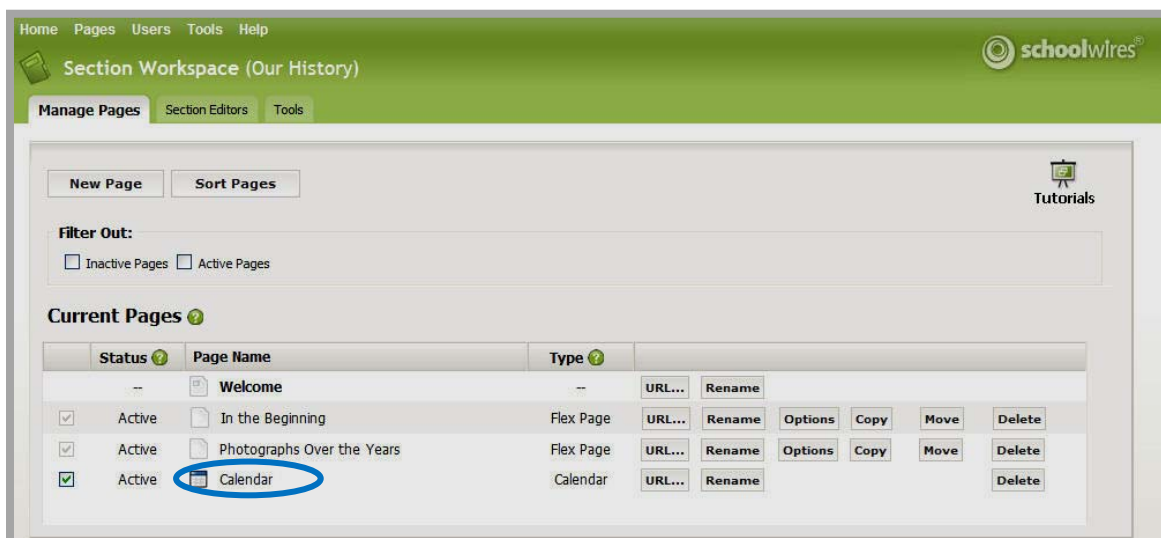 Home Pages Users Tools Help
schoolwires®
Section Workspace (Our History)
Manage Pages Section Editors Tools
New Page Sort Pages
Tutorials
Filter Out:
Inactive Pages Active Pages
Current Pages ?
Status ? Page Name Type ?
-- Welcome -- URL... Rename
Active In the Beginning Flex Page URL... Rename Options Copy Move Delete
Active Photographs Over the Years Flex Page URL... Rename Options Copy Move Delete
Active Calendar Calendar URL... Rename Delete